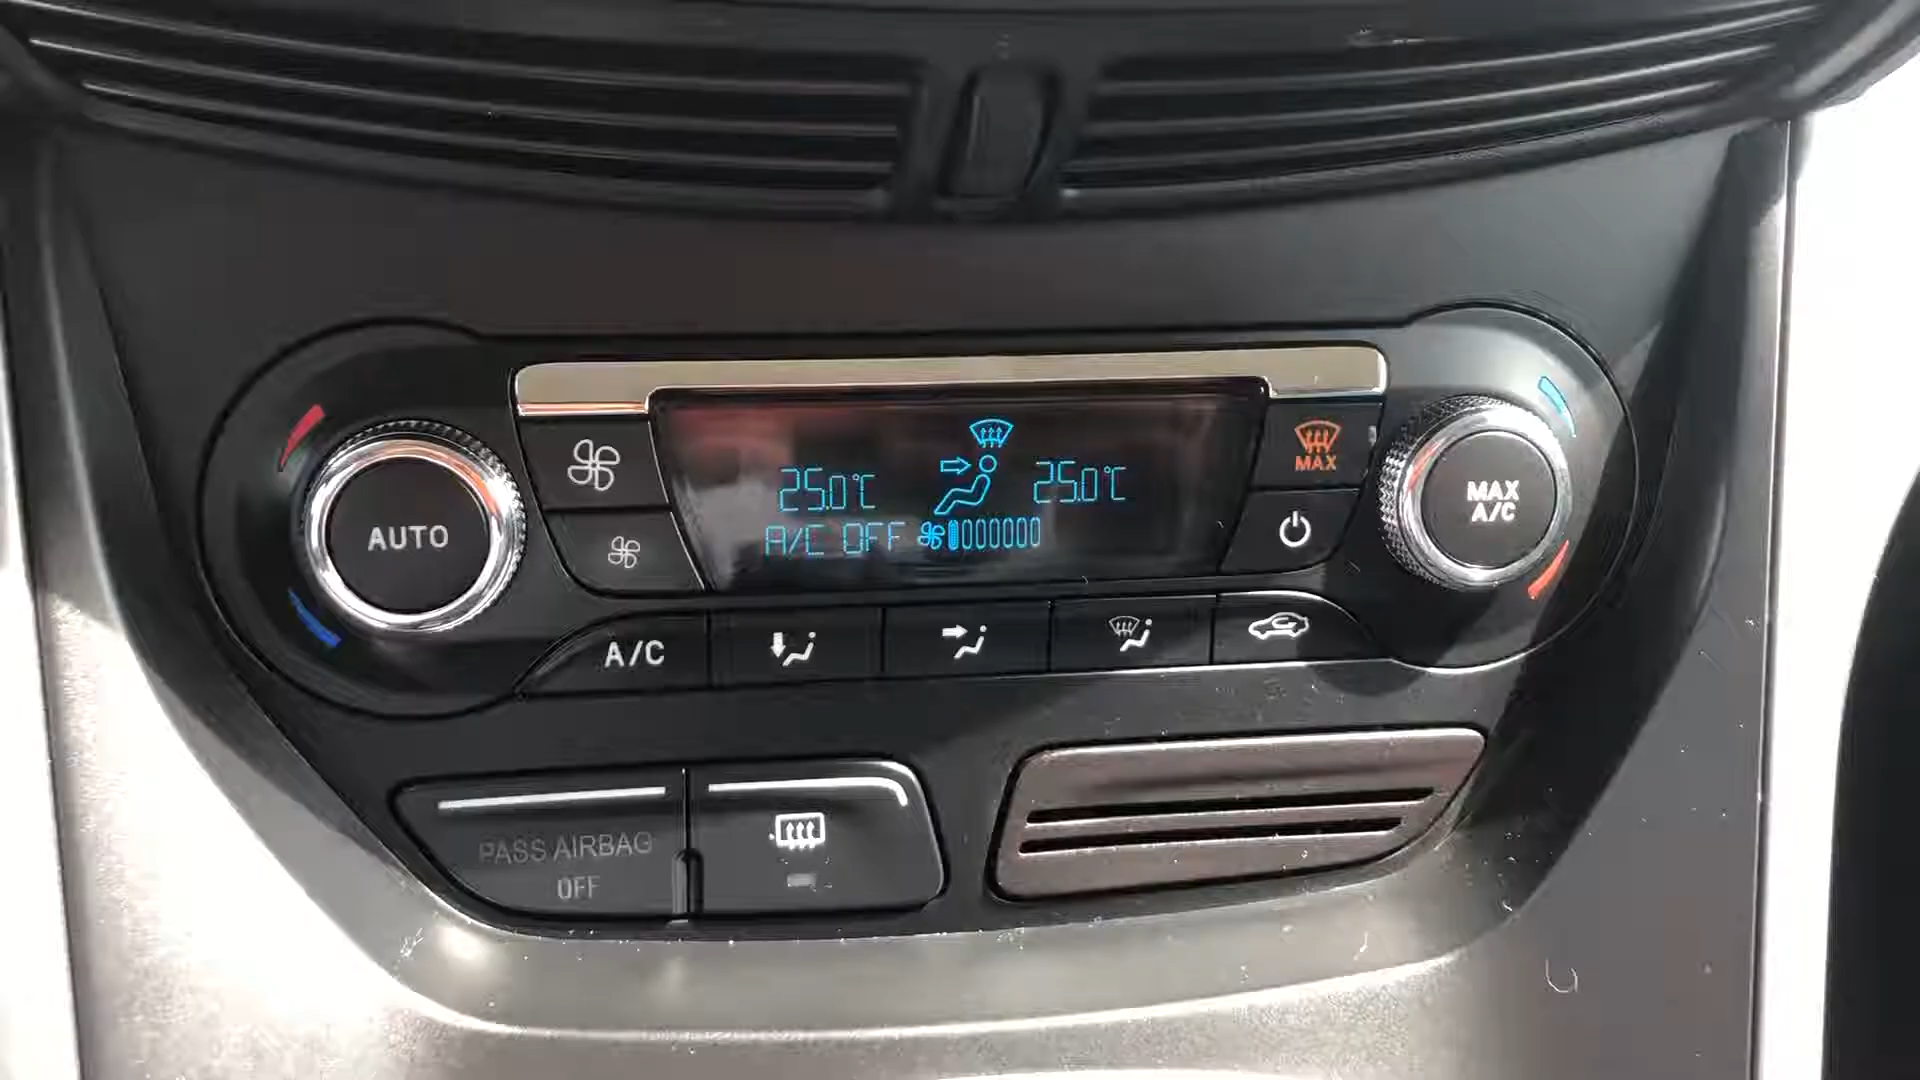 25.0°C 25.0°C
A/C OFF
AUTO
MAX
MAX
A/C
A/C
PASS AIRBAG
OFF